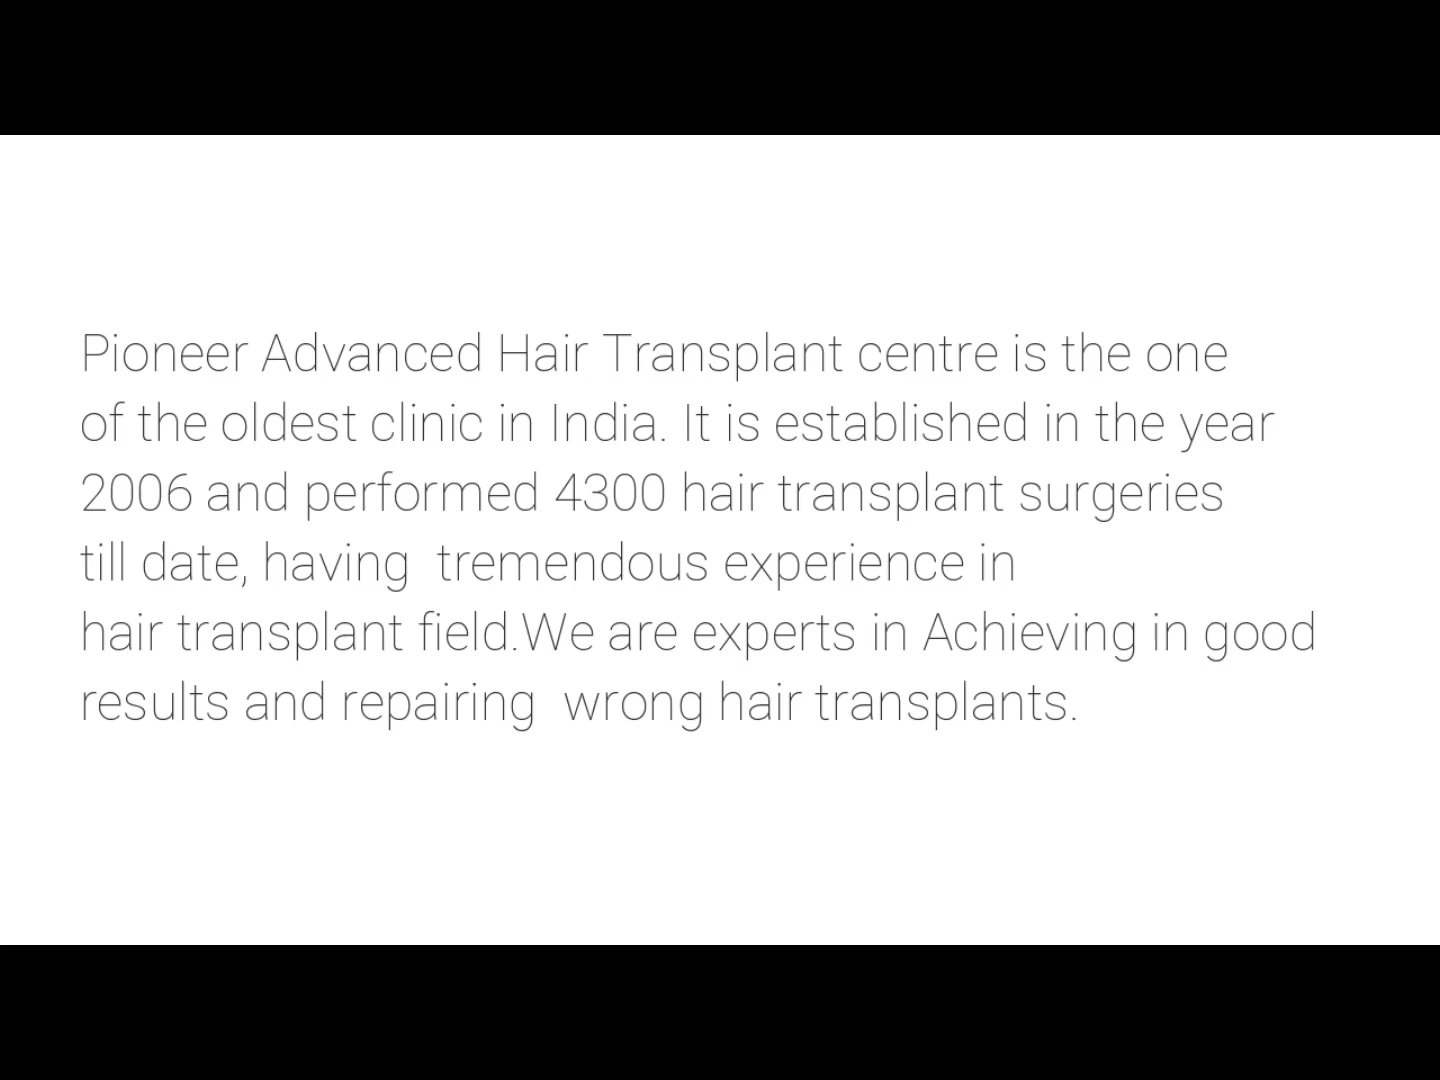 Pioneer Advanced Hair Transplant centre is the one
of the oldest clinic in India. It is established in the year
2006 and performed 4300 hair transplant surgeries
till date, having  tremendous experience in
hair transplant field.We are experts in Achieving in good
results and repairing  wrong hair transplants.